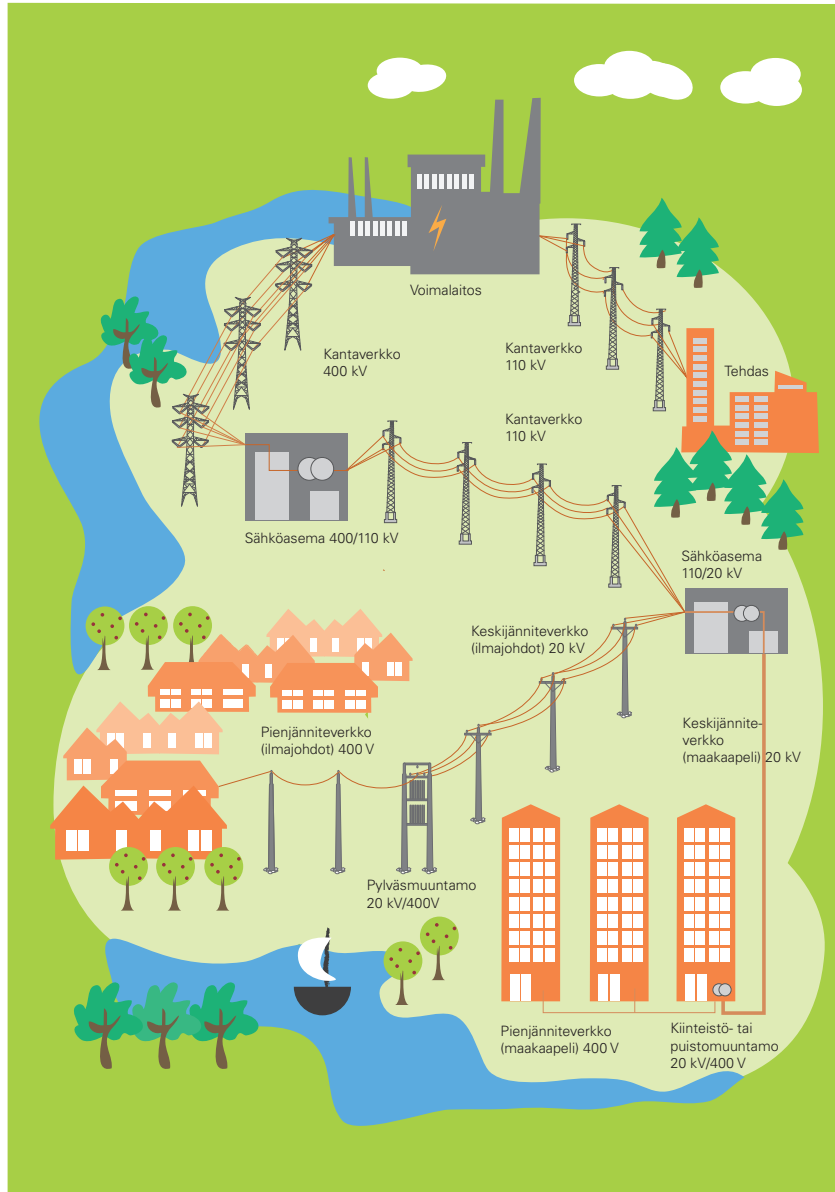 Voimalaitos
Kantaverkko
400 kV
Kantaverkko
110 kV
Tehdas
Kantaverkko
110 kV
Sähköasema 400/110 kV
Sähköasema
110/20 kV
Keskijänniteverkko
(ilmajohdot) 20 kV
Pienjänniteverkko
(ilmajohdot) 400 V
Keskijännite-
verkko
(maakaapeli) 20 kV
Pylväsmuuntamo
20 kV/400V
Pienjänniteverkko
(maakaapeli) 400 V
Kiinteistö- tai
puistomuuntamo
20 kV/400 V